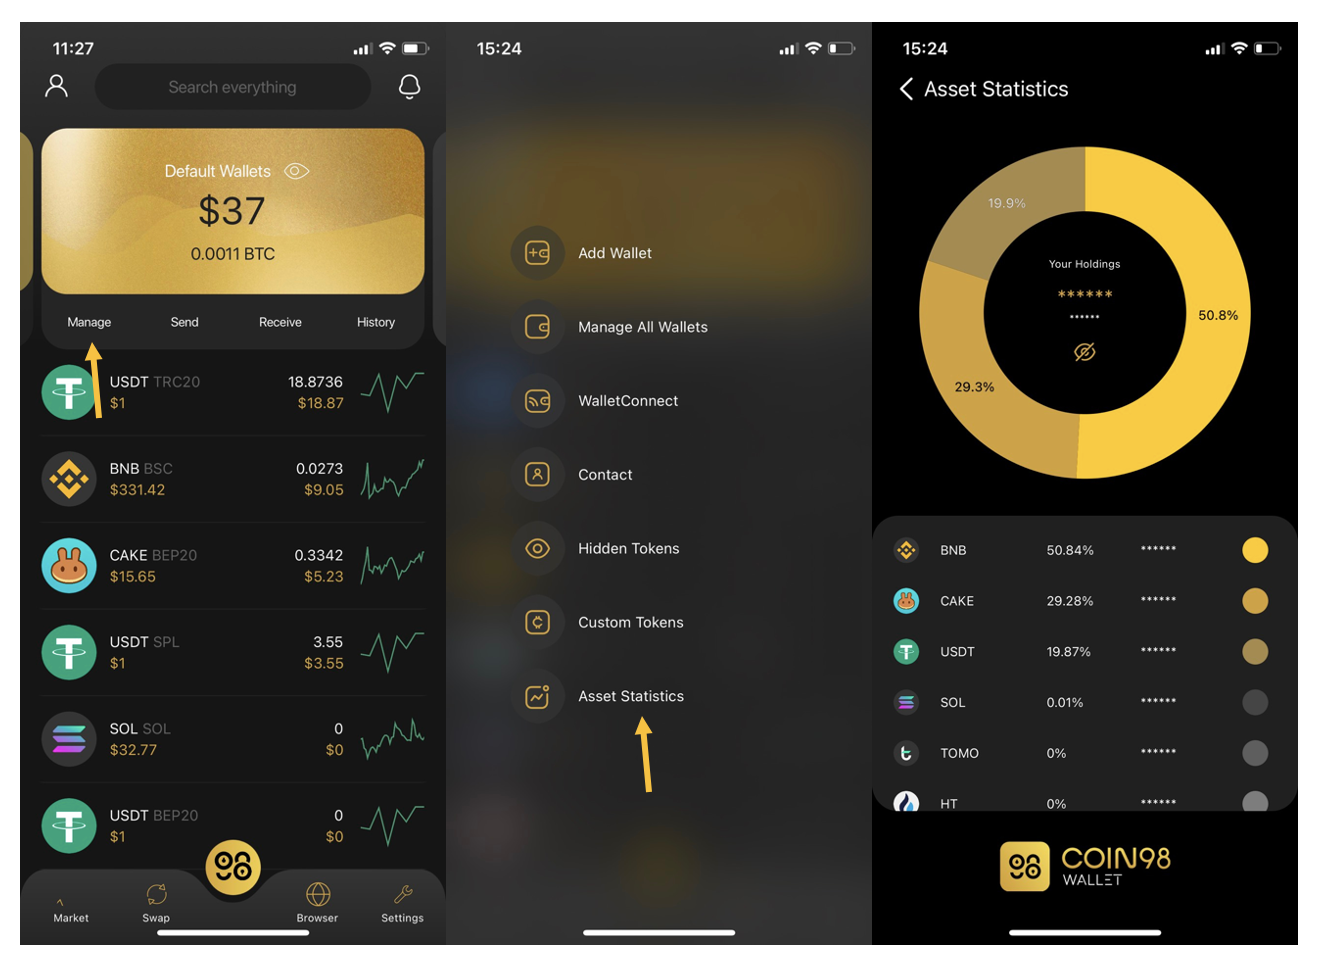 11:27
Search everything
Default Wallets
$37
0.0011 BTC
Manage Send Receive History
USDT TRC20 18.8736
$1 $18.87
BNB BSC 0.0273
$331.42 $9.05
CAKE BEP20 0.3342
$15.65 $5.23
USDT SPL 3.55
$1 $3.55
SOL SOL 0
$32.77 $0
USDT BEP20 0
$1 $0
98
Market Swap Browser Settings
15:24
Add Wallet
Manage All Wallets
WalletConnect
Contact
Hidden Tokens
Custom Tokens
Asset Statistics
15:24
Asset Statistics
19.9%
Your Holdings
******
******
50.8%
29.3%
BNB 50.84% ******
CAKE 29.28% ******
USDT 19.87% ******
SOL 0.01% ******
TOMO 0% ******
HT 0% ******
98 COIN98
WALLET